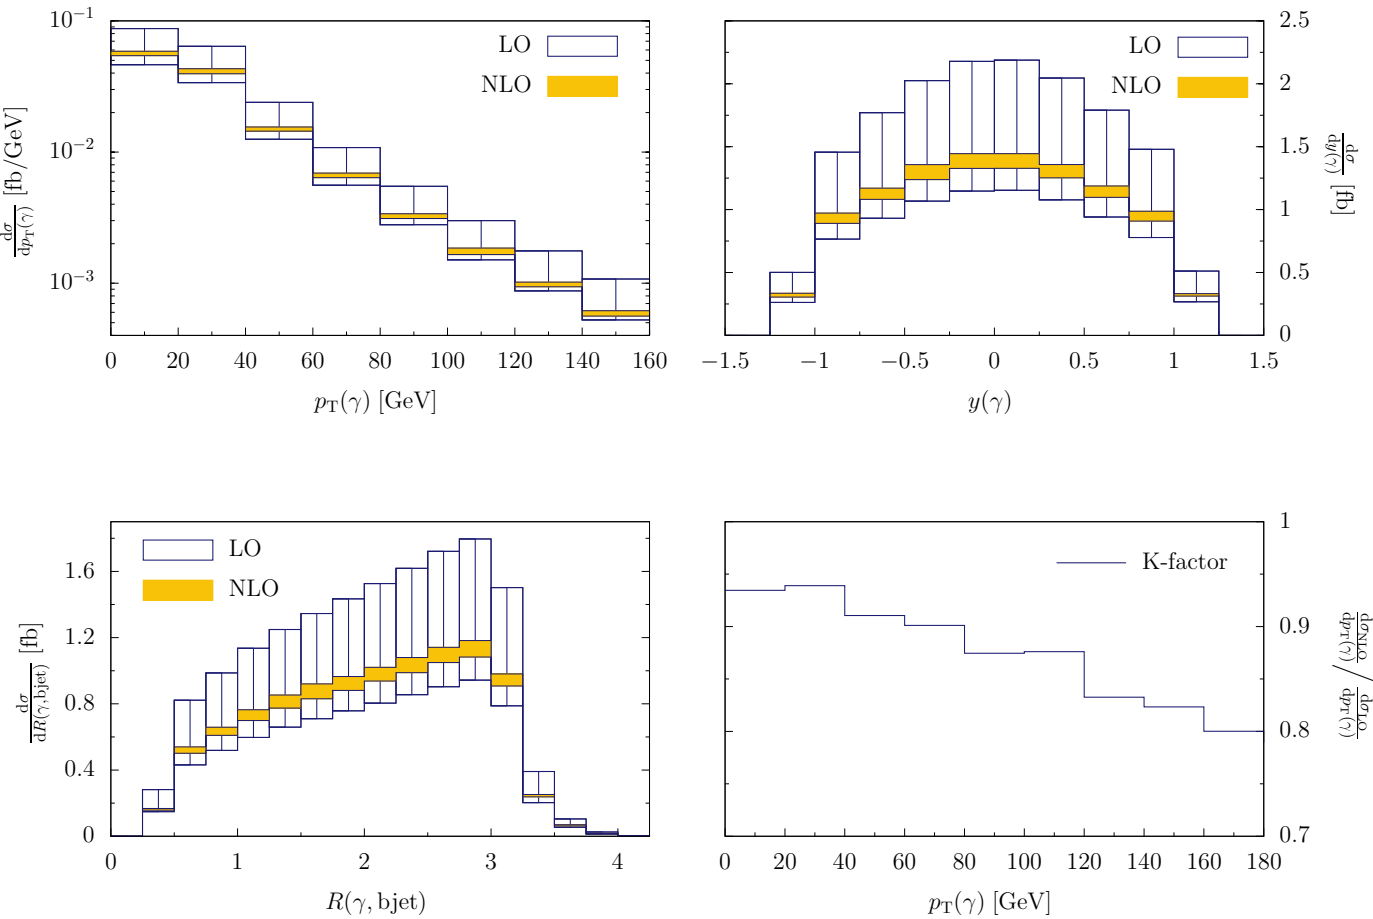 10⁻¹
10⁻²
10⁻³
dσ/dp_T(γ) [fb/GeV]
LO
NLO
0 20 40 60 80 100 120 140 160
p_T(γ) [GeV]
LO
NLO
2.5
2
1.5
1
0.5
0
dσ/dy(γ) [fb]
−1.5 −1 −0.5 0 0.5 1 1.5
y(γ)
LO
NLO
1.6
1.2
0.8
0.4
0
dσ/dR(γ,bjet) [fb]
0 1 2 3 4
R(γ, bjet)
K-factor
1
0.9
0.8
0.7
dσ_NLO/dp_T(γ) / dσ_LO/dp_T(γ)
0 20 40 60 80 100 120 140 160 180
p_T(γ) [GeV]